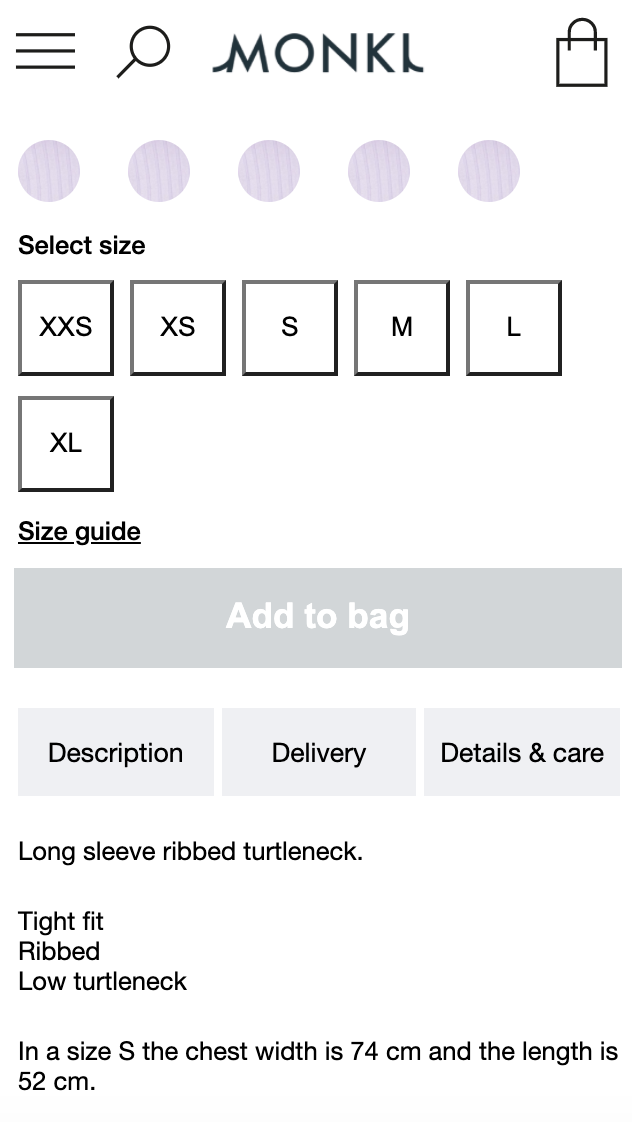 MONKI
Select size
XXS XS S M L
XL
Size guide
Add to bag
Description Delivery Details & care
Long sleeve ribbed turtleneck.
Tight fit
Ribbed
Low turtleneck
In a size S the chest width is 74 cm and the length is
52 cm.